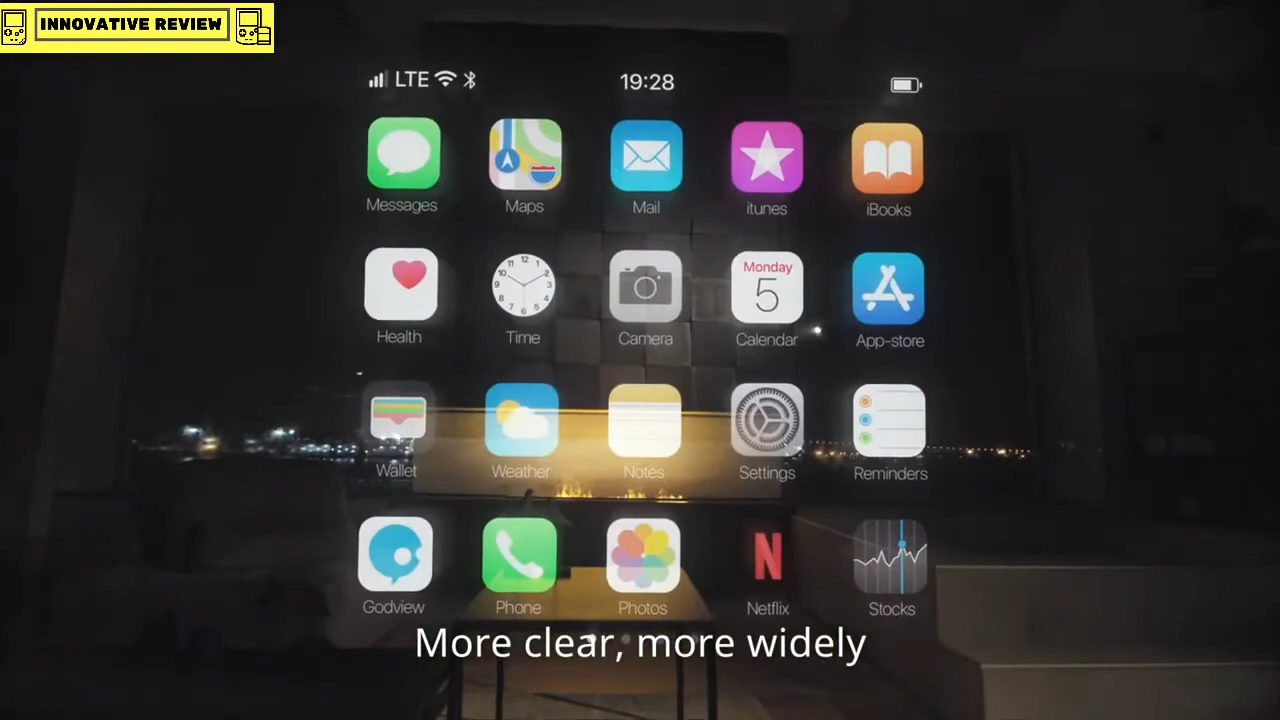 INNOVATIVE REVIEW
LTE 19:28
Messages Maps Mail itunes iBooks
Monday
5
Health Time Camera Calendar App-store
Wallet Weather Notes Settings Reminders
N
Godview Phone Photos Netflix Stocks
More clear, more widely